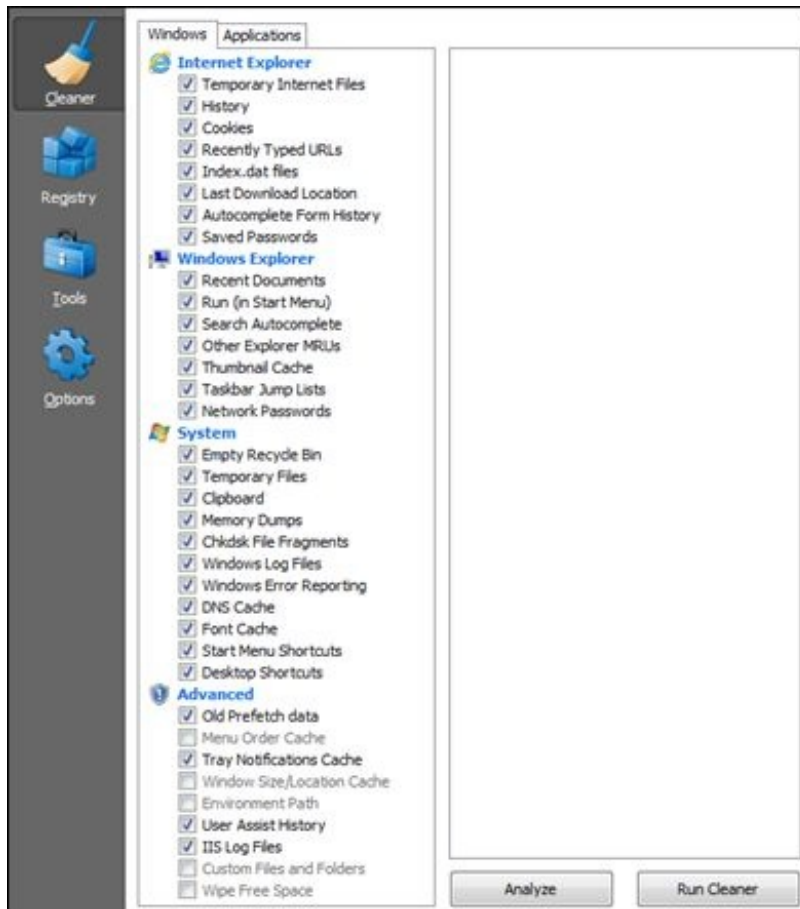 Cleaner
Registry
Tools
Options
Windows Applications
Internet Explorer
Temporary Internet Files
History
Cookies
Recently Typed URLs
Index.dat files
Last Download Location
Autocomplete Form History
Saved Passwords
Windows Explorer
Recent Documents
Run (in Start Menu)
Search Autocomplete
Other Explorer MRUs
Thumbnail Cache
Taskbar Jump Lists
Network Passwords
System
Empty Recycle Bin
Temporary Files
Clipboard
Memory Dumps
Chkdsk File Fragments
Windows Log Files
Windows Error Reporting
DNS Cache
Font Cache
Start Menu Shortcuts
Desktop Shortcuts
Advanced
Old Prefetch data
Menu Order Cache
Tray Notifications Cache
Window Size/Location Cache
Environment Path
User Assist History
IIS Log Files
Custom Files and Folders
Wipe Free Space
Analyze Run Cleaner